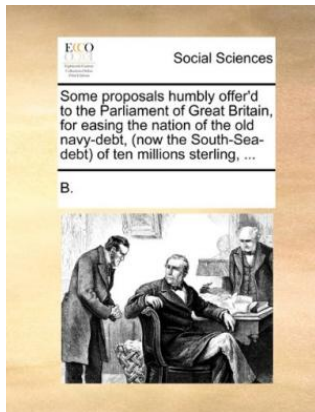 ECCO
Social Sciences
Some proposals humbly offer'd
to the Parliament of Great Britain,
for easing the nation of the old
navy-debt, (now the South-Sea-
debt) of ten millions sterling, ...
B.